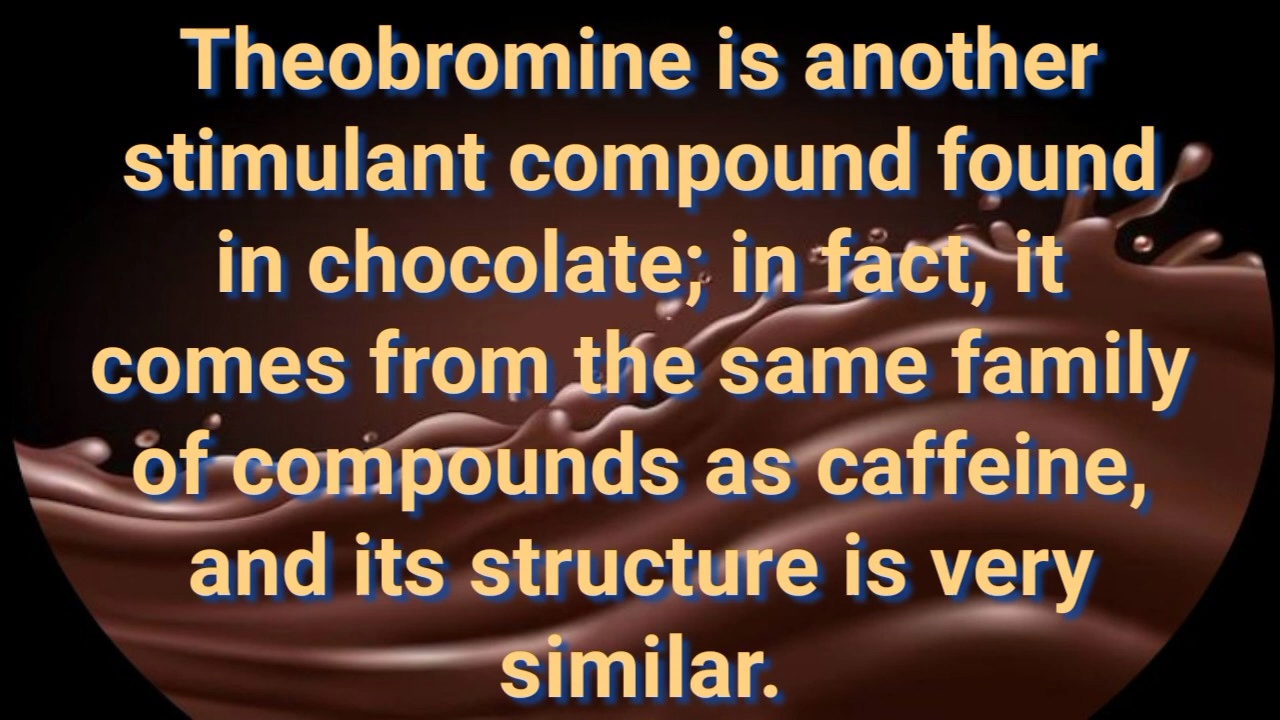 Theobromine is another
stimulant compound found
in chocolate; in fact, it
comes from the same family
of compounds as caffeine,
and its structure is very
similar.